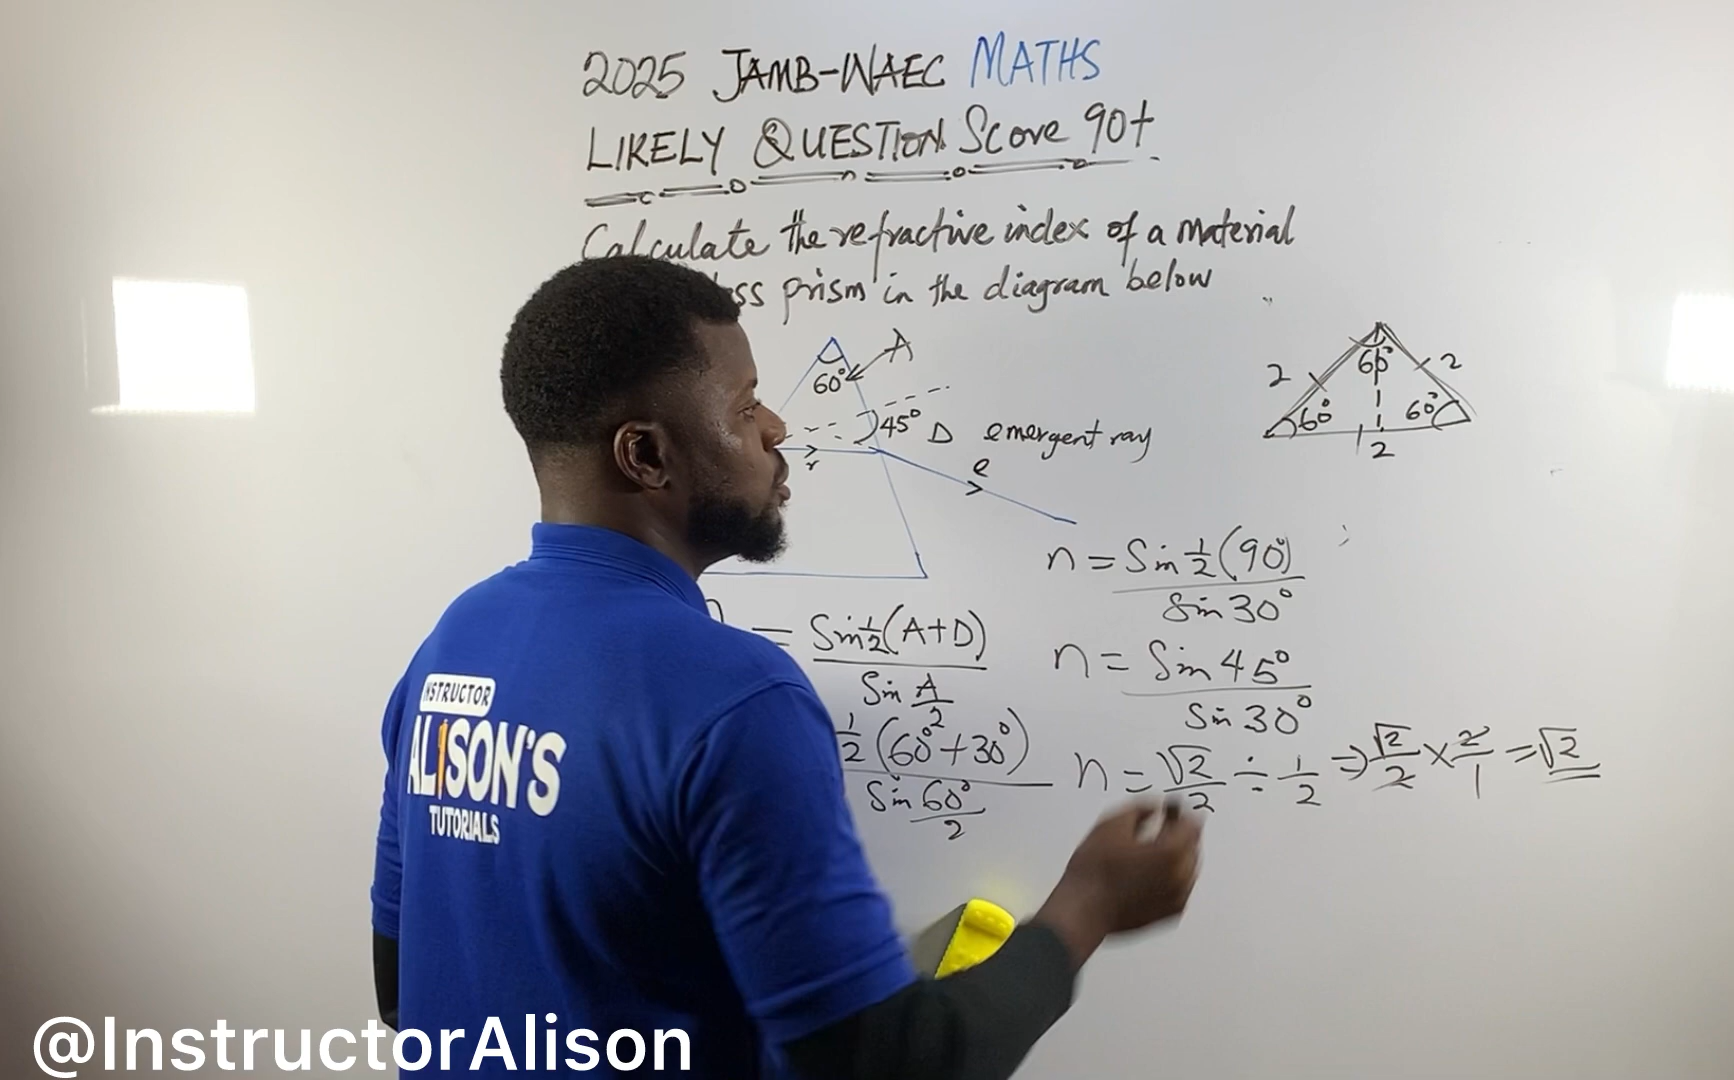 2025 JAMB-WAEC MATHS
LIKELY QUESTION Score 90+
Calculate the refractive index of a material
prism in the diagram below
A
60°
45° D emergent ray
r
e
60°
2
2
60°
60°
2
n = Sin ½(90°) / Sin 30°
= Sin ½(A+D) / Sin A/2
n = Sin 45° / Sin 30°
½(60°+30°) / Sin 60°/2
n = √2/2 ÷ 1/2 ⇒ √2/2 × 2/1 = √2
INSTRUCTOR
ALISON'S
TUTORIALS
@InstructorAlison